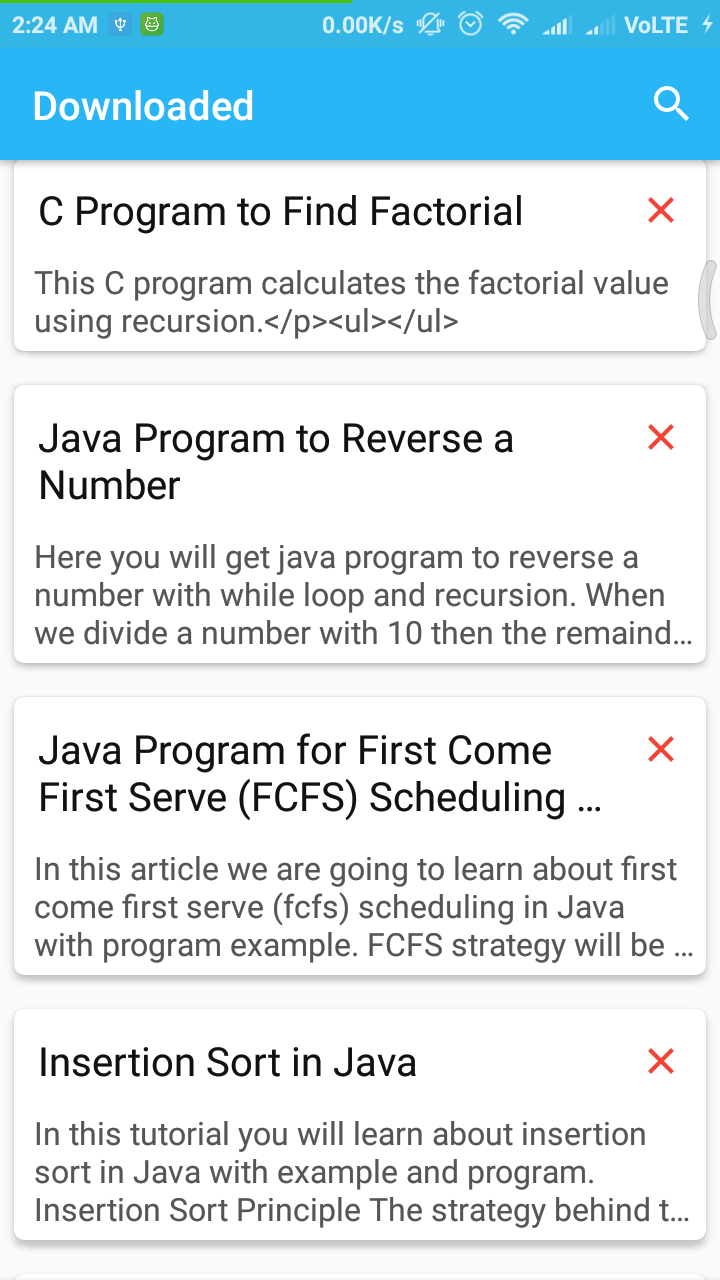 2:24 AM 0.00K/s VoLTE
Downloaded
C Program to Find Factorial
This C program calculates the factorial value
using recursion.</p><ul></ul>
Java Program to Reverse a
Number
Here you will get java program to reverse a
number with while loop and recursion. When
we divide a number with 10 then the remaind...
Java Program for First Come
First Serve (FCFS) Scheduling ...
In this article we are going to learn about first
come first serve (fcfs) scheduling in Java
with program example. FCFS strategy will be ...
Insertion Sort in Java
In this tutorial you will learn about insertion
sort in Java with example and program.
Insertion Sort Principle The strategy behind t...